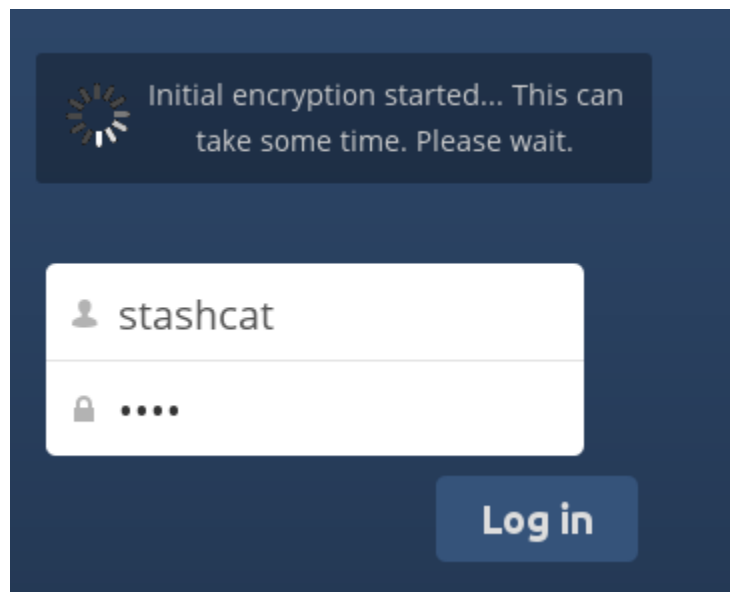 Initial encryption started... This can
take some time. Please wait.
stashcat
••••
Log in